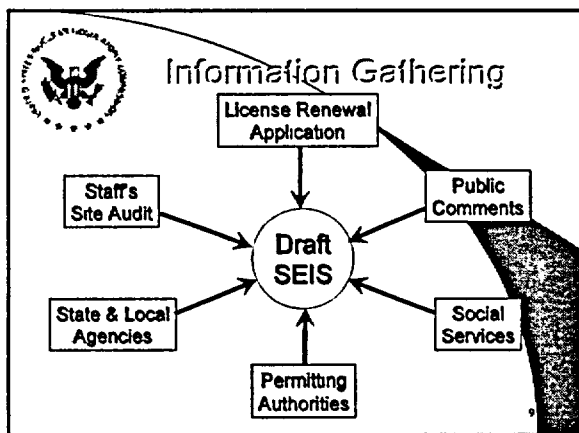 Information Gathering
License Renewal
Application
Staff's
Site Audit
Public
Comments
Draft
SEIS
State & Local
Agencies
Social
Services
Permitting
Authorities
9